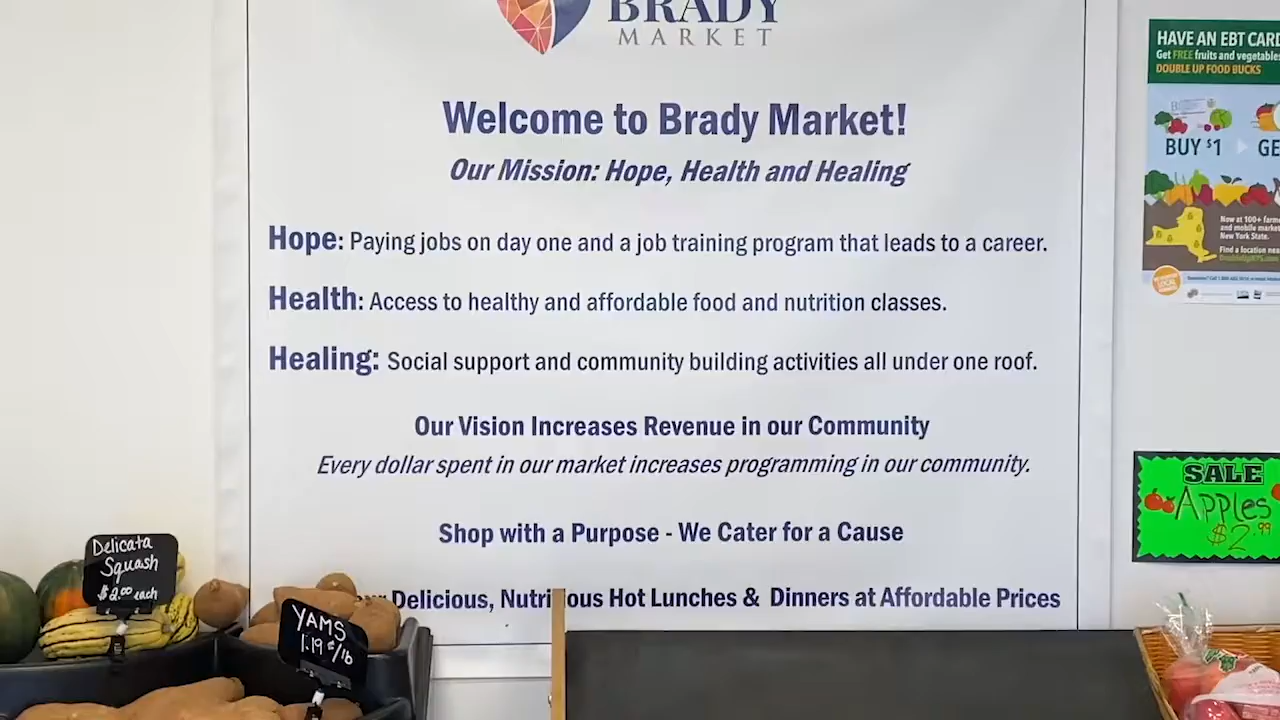 BRADY
MARKET
Welcome to Brady Market!
Our Mission: Hope, Health and Healing
Hope: Paying jobs on day one and a job training program that leads to a career.
Health: Access to healthy and affordable food and nutrition classes.
Healing: Social support and community building activities all under one roof.
Our Vision Increases Revenue in our Community
Every dollar spent in our market increases programming in our community.
Shop with a Purpose - We Cater for a Cause
Delicious, Nutri ious Hot Lunches & Dinners at Affordable Prices
HAVE AN EBT CARD
Get FREE fruits and vegetables
DOUBLE UP FOOD BUCKS
BUY $1
GE
Now at 100+ farm
and mobile market
New York State.
Find a location nea
SALE
Apples
$2.99
Delicata
Squash
$2.00 each
YAMS
1.19¢/lb